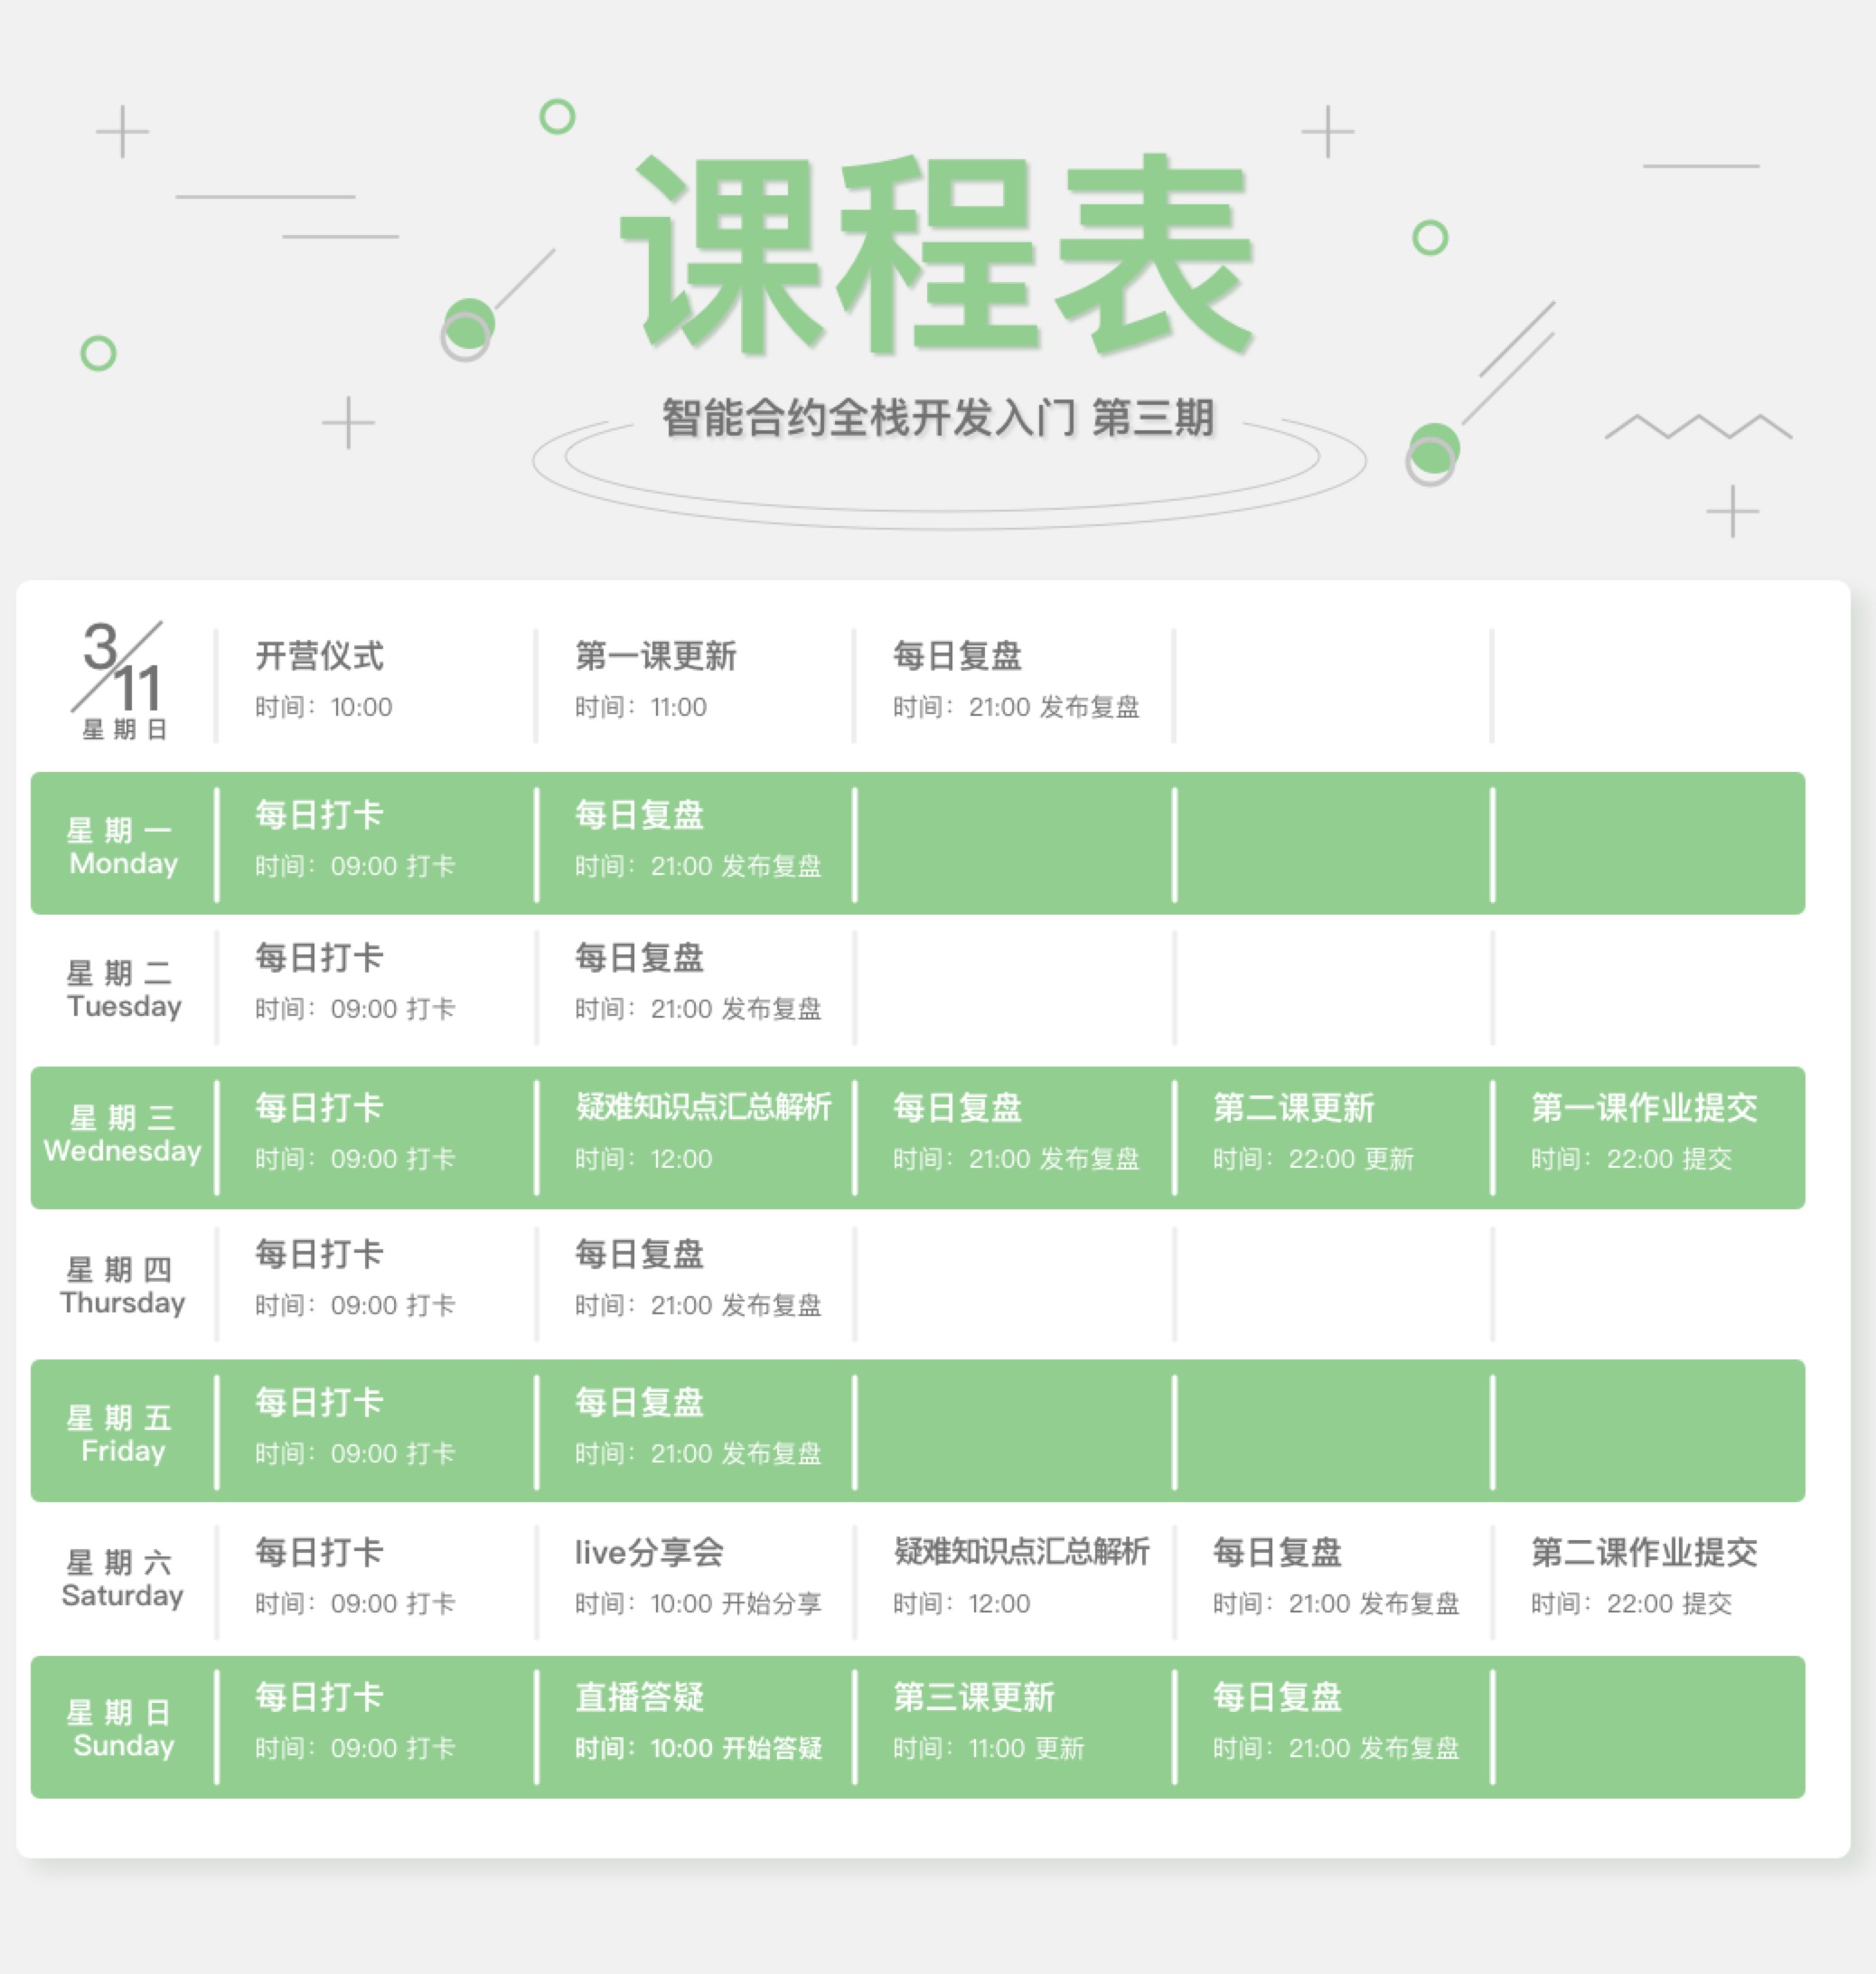 课程表
智能合约全栈开发入门 第三期
3/11
星期日
开营仪式
时间：10:00
第一课更新
时间：11:00
每日复盘
时间：21:00 发布复盘
星期一
Monday
每日打卡
时间：09:00 打卡
每日复盘
时间：21:00 发布复盘
星期二
Tuesday
每日打卡
时间：09:00 打卡
每日复盘
时间：21:00 发布复盘
星期三
Wednesday
每日打卡
时间：09:00 打卡
疑难知识点汇总解析
时间：12:00
每日复盘
时间：21:00 发布复盘
第二课更新
时间：22:00 更新
第一课作业提交
时间：22:00 提交
星期四
Thursday
每日打卡
时间：09:00 打卡
每日复盘
时间：21:00 发布复盘
星期五
Friday
每日打卡
时间：09:00 打卡
每日复盘
时间：21:00 发布复盘
星期六
Saturday
每日打卡
时间：09:00 打卡
live分享会
时间：10:00 开始分享
疑难知识点汇总解析
时间：12:00
每日复盘
时间：21:00 发布复盘
第二课作业提交
时间：22:00 提交
星期日
Sunday
每日打卡
时间：09:00 打卡
直播答疑
时间：10:00 开始答疑
第三课更新
时间：11:00 更新
每日复盘
时间：21:00 发布复盘